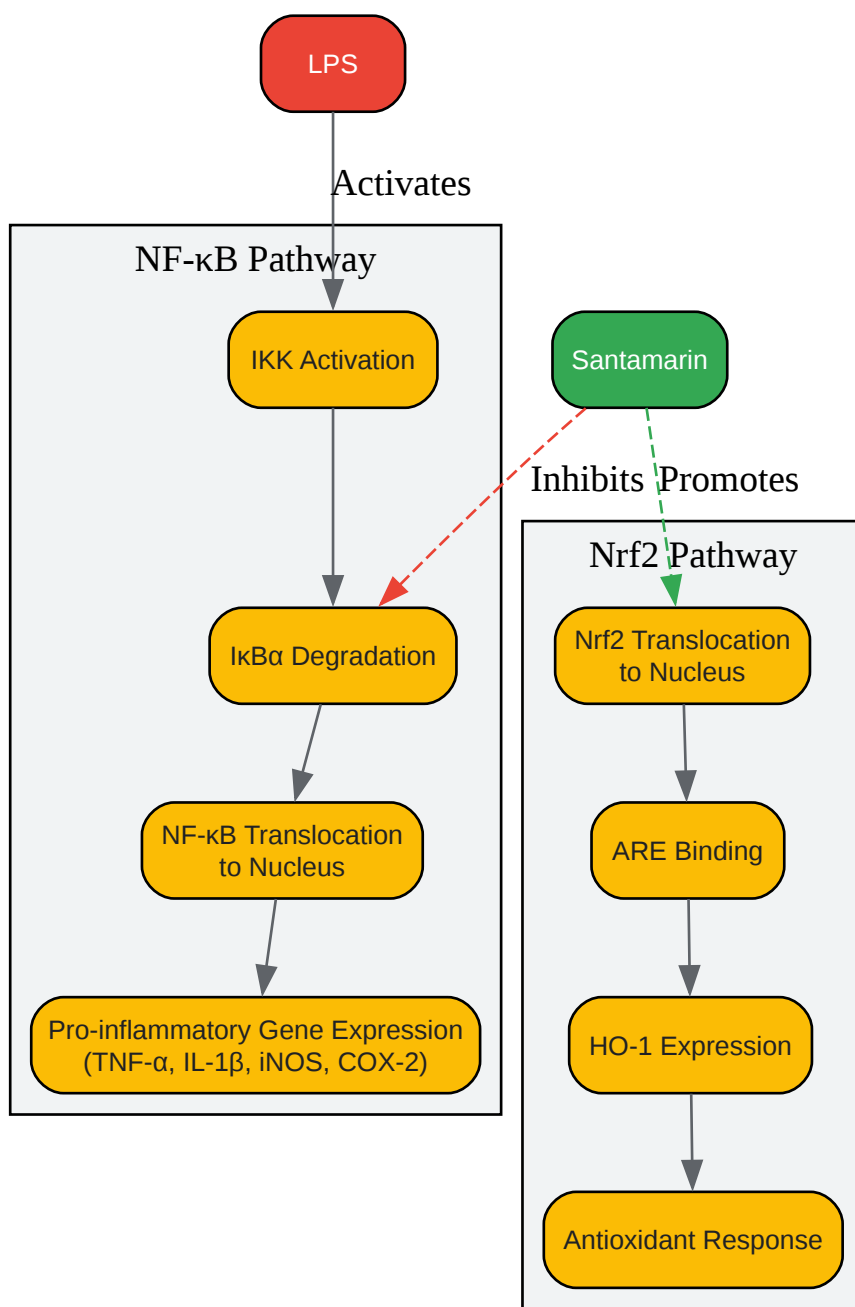 LPS
Activates
NF-κB Pathway
IKK Activation
Santamarin
Inhibits
Promotes
Nrf2 Pathway
IκBα Degradation
Nrf2 Translocation
to Nucleus
NF-κB Translocation
to Nucleus
ARE Binding
Pro-inflammatory Gene Expression
(TNF-α, IL-1β, iNOS, COX-2)
HO-1 Expression
Antioxidant Response